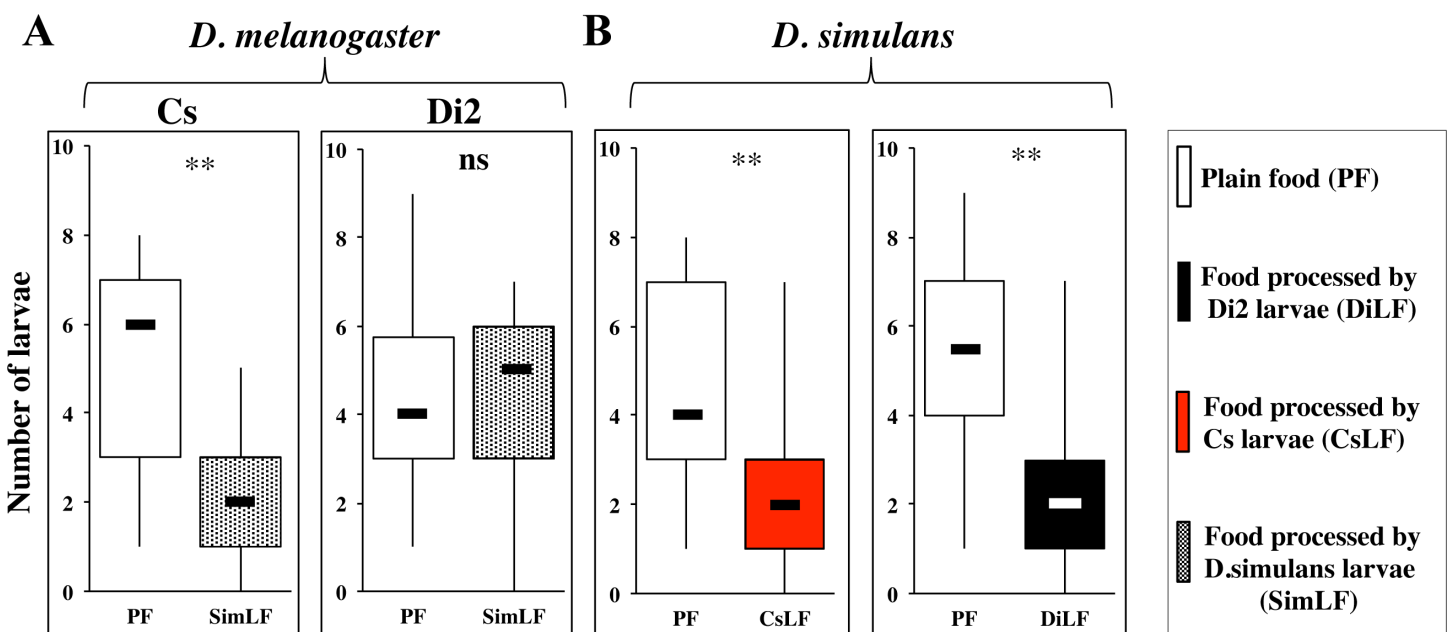 A
D. melanogaster
B
D. simulans
Cs
Di2
Number of larvae
10
8
6
4
2
0
**
PF
SimLF
10
8
6
4
2
0
ns
PF
SimLF
10
8
6
4
2
0
**
PF
CsLF
10
8
6
4
2
0
**
PF
DiLF
Plain food (PF)
Food processed by
Di2 larvae (DiLF)
Food processed by
Cs larvae (CsLF)
Food processed by
D.simulans larvae
(SimLF)